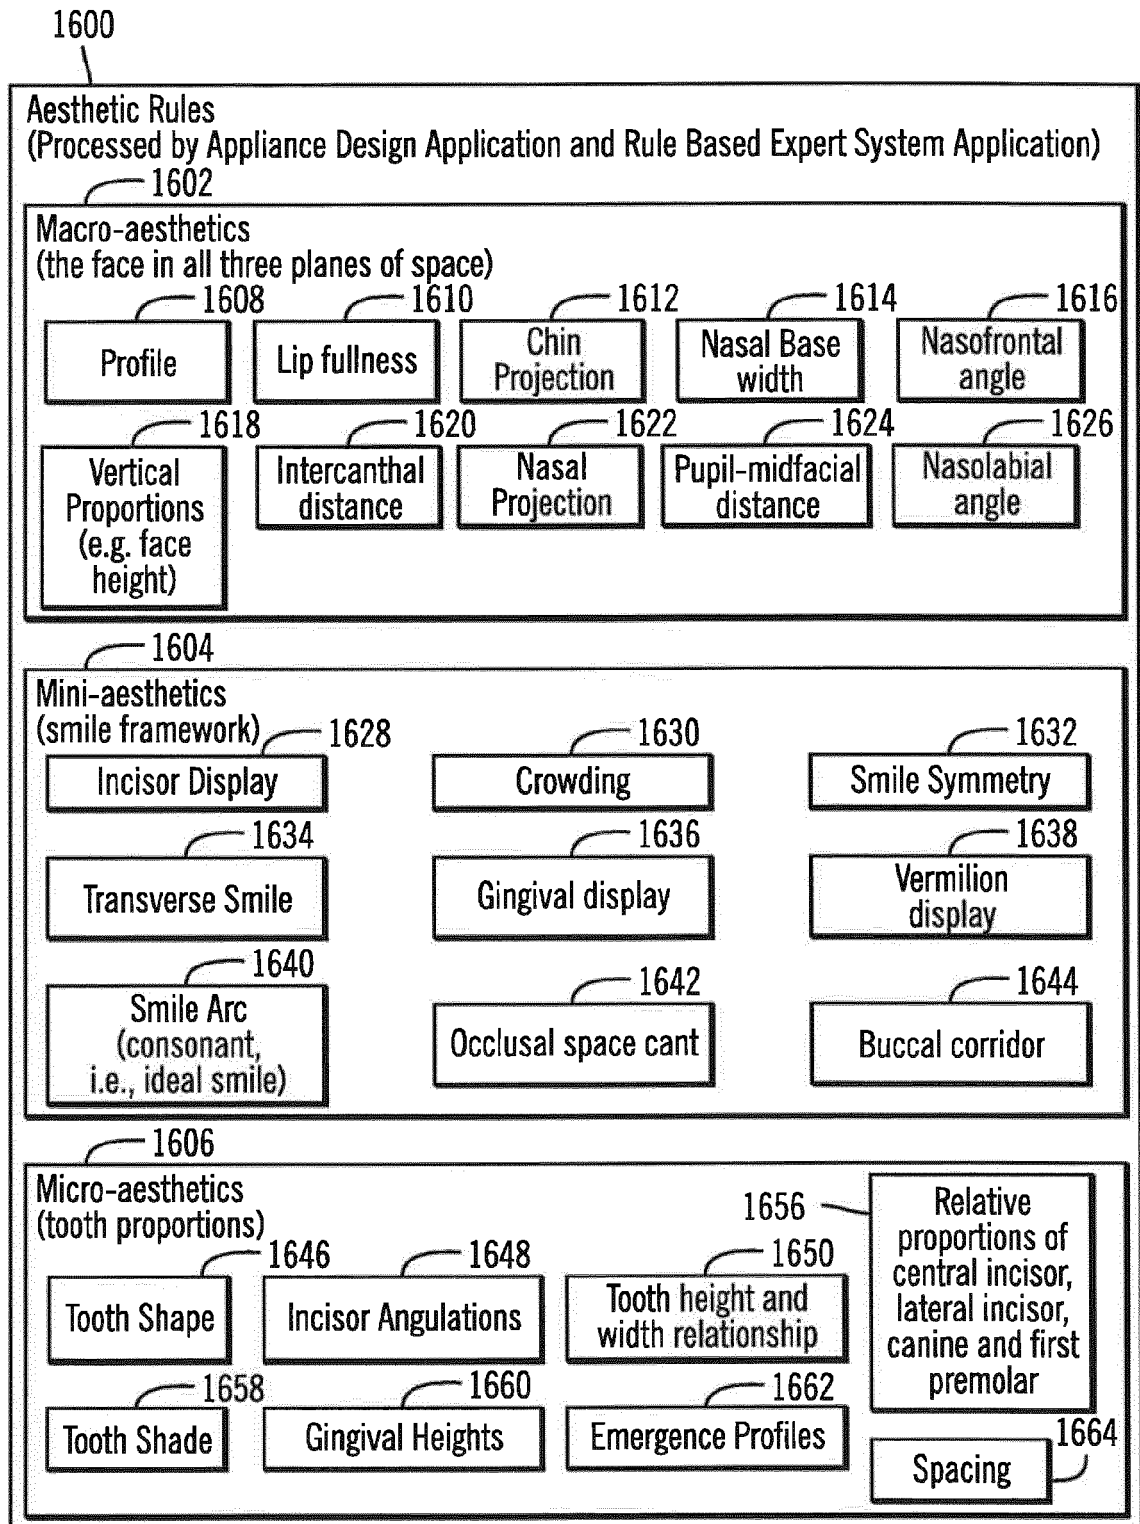 1600
Aesthetic Rules
(Processed by Appliance Design Application and Rule Based Expert System Application)
1602
Macro-aesthetics
(the face in all three planes of space)
1608
Profile
1610
Lip fullness
1612
Chin
Projection
1614
Nasal Base
width
1616
Nasofrontal
angle
1618
Vertical
Proportions
(e.g. face
height)
1620
Intercanthal
distance
1622
Nasal
Projection
1624
Pupil-midfacial
distance
1626
Nasolabial
angle
1604
Mini-aesthetics
(smile framework)
1628
Incisor Display
1630
Crowding
1632
Smile Symmetry
1634
Transverse Smile
1636
Gingival display
1638
Vermilion
display
1640
Smile Arc
(consonant,
i.e., ideal smile)
1642
Occlusal space cant
1644
Buccal corridor
1606
Micro-aesthetics
(tooth proportions)
1646
Tooth Shape
1648
Incisor Angulations
1650
Tooth height and
width relationship
1656
Relative
proportions of
central incisor,
lateral incisor,
canine and first
premolar
1658
Tooth Shade
1660
Gingival Heights
1662
Emergence Profiles
1664
Spacing